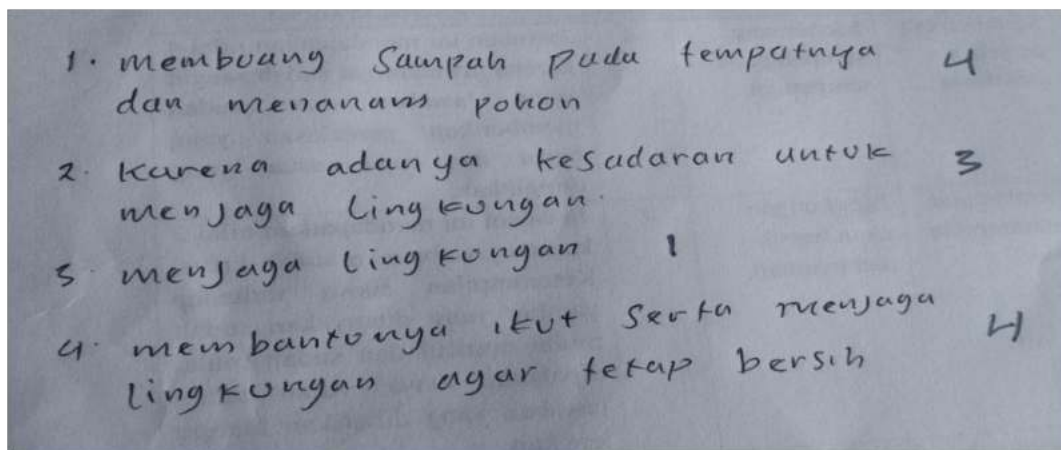 1. membuang sampah pada tempatnya 4
dan menanam pohon
2. Karena adanya kesadaran untuk 3
menjaga lingkungan.
3. menjaga lingkungan 1
4. membantunya ikut serta menjaga 4
lingkungan agar tetap bersih